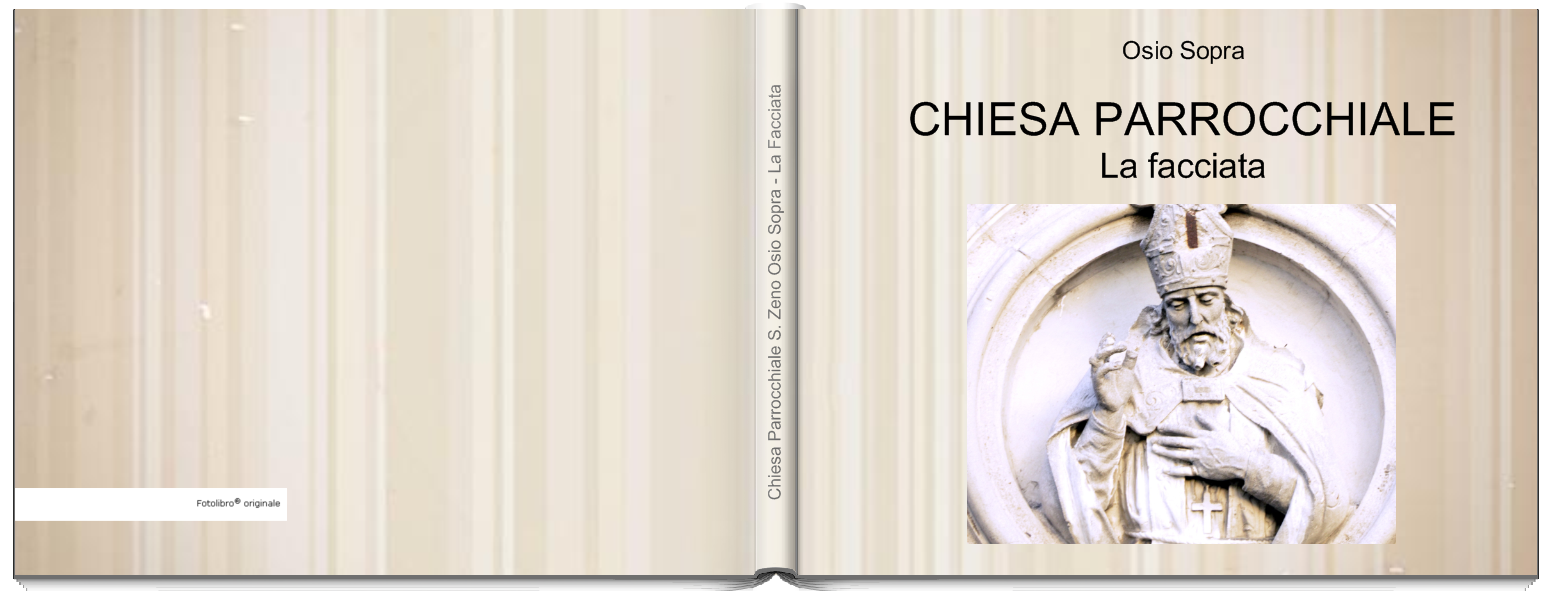 Osio Sopra
CHIESA PARROCCHIALE
La facciata
Chiesa Parrocchiale S. Zeno Osio Sopra - La Facciata
Fotolibro® originale